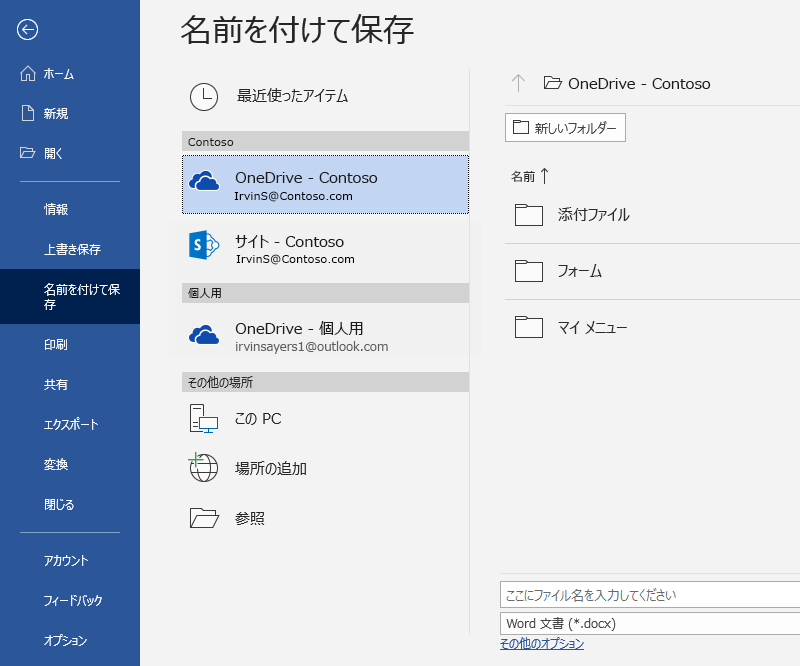 名前を付けて保存
ホーム
新規
開く
情報
上書き保存
名前を付けて保
存
印刷
共有
エクスポート
変換
閉じる
アカウント
フィードバック
オプション
最近使ったアイテム
Contoso
OneDrive - Contoso
IrvinS@Contoso.com
サイト - Contoso
IrvinS@Contoso.com
個人用
OneDrive - 個人用
irvinsayers1@outlook.com
その他の場所
この PC
場所の追加
参照
OneDrive - Contoso
新しいフォルダー
名前 ↑
添付ファイル
フォーム
マイ メニュー
ここにファイル名を入力してください
Word 文書 (*.docx)
その他のオプション